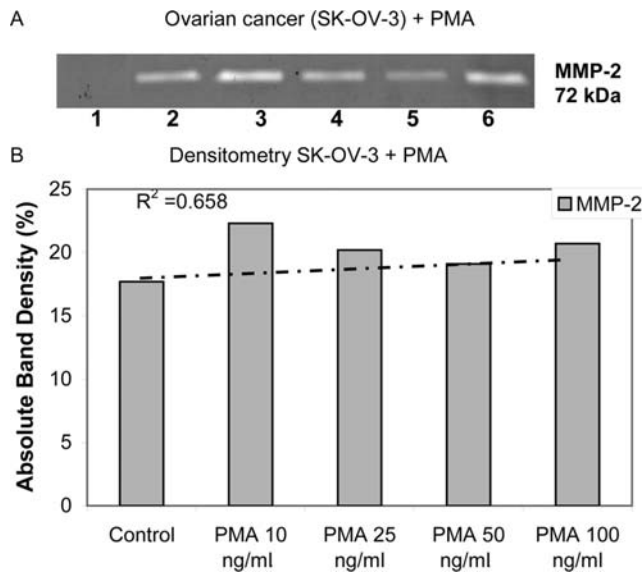 A
Ovarian cancer (SK-OV-3) + PMA
MMP-2
72 kDa
1 2 3 4 5 6
B
Densitometry SK-OV-3 + PMA
R² =0.658
MMP-2
Absolute Band Density (%)
25
20
15
10
5
0
Control PMA 10 PMA 25 PMA 50 PMA 100
ng/ml ng/ml ng/ml ng/ml